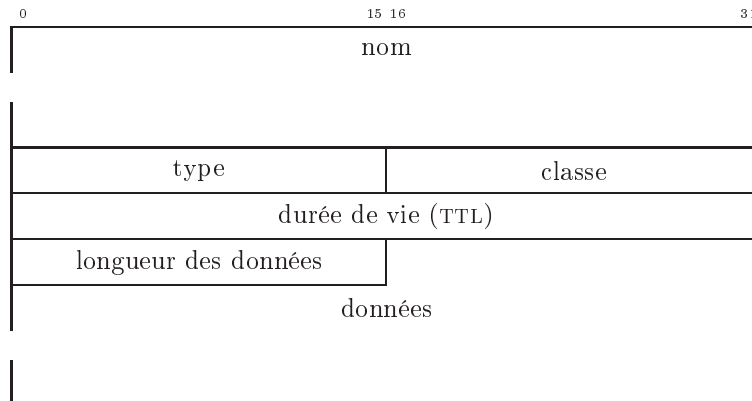 0 15 16 31
nom
type classe
durée de vie (TTL)
longueur des données
données